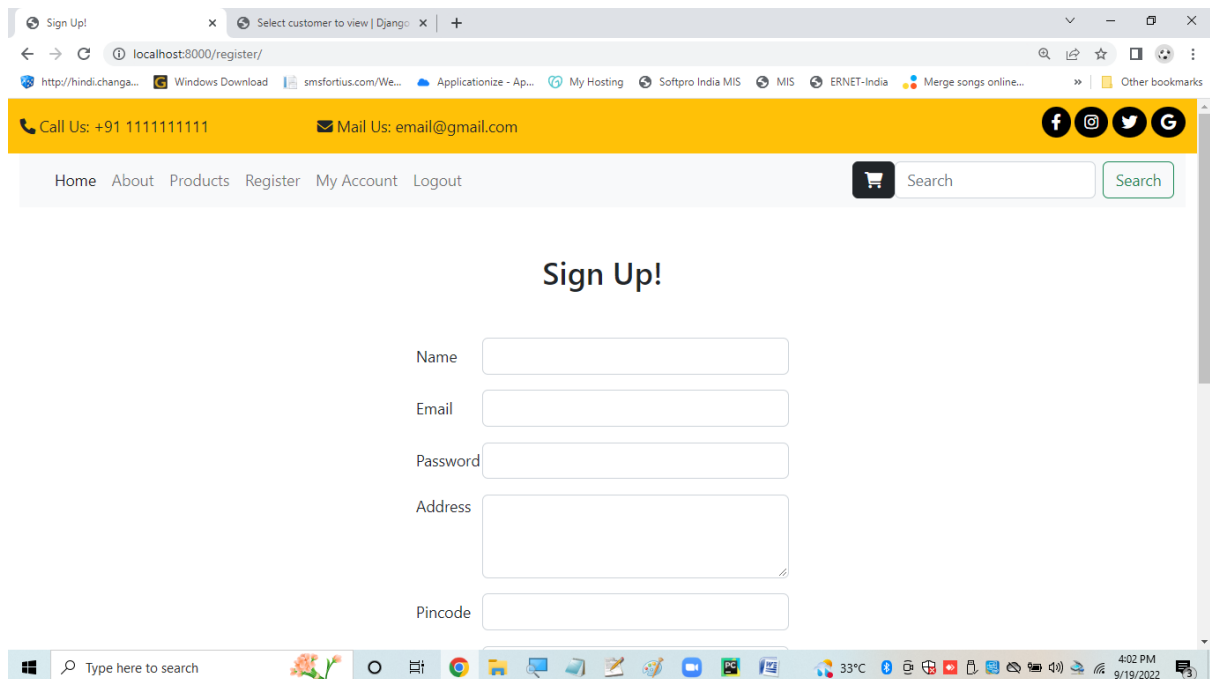 Sign Up!
Select customer to view | Django
localhost:8000/register/
http://hindi.changa...
Windows Download
smsfortius.com/We...
Applicationize - Ap...
My Hosting
Softpro India MIS
MIS
ERNET-India
Merge songs online...
»
Other bookmarks
Call Us: +91 1111111111
Mail Us: email@gmail.com
Home About Products Register My Account Logout
Search
Search
Sign Up!
Name
Email
Password
Address
Pincode
Type here to search
33°C
4:02 PM
9/19/2022